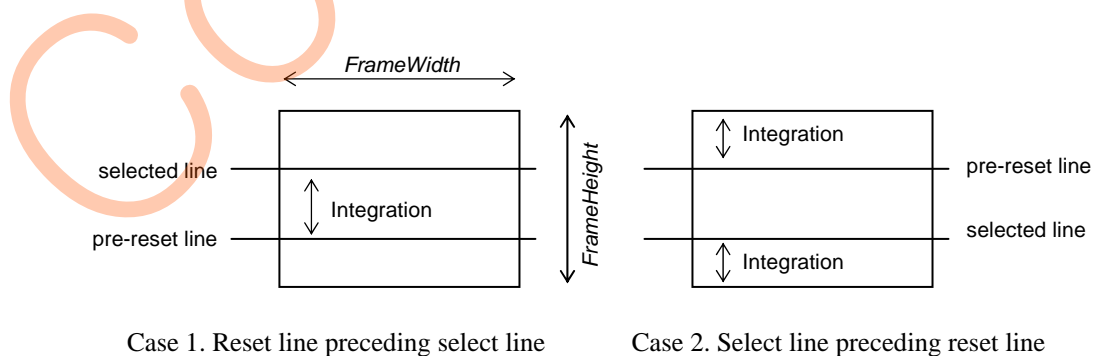 FrameWidth
FrameHeight
selected line
Integration
pre-reset line
Integration
pre-reset line
selected line
Integration
Case 1. Reset line preceding select line
Case 2. Select line preceding reset line